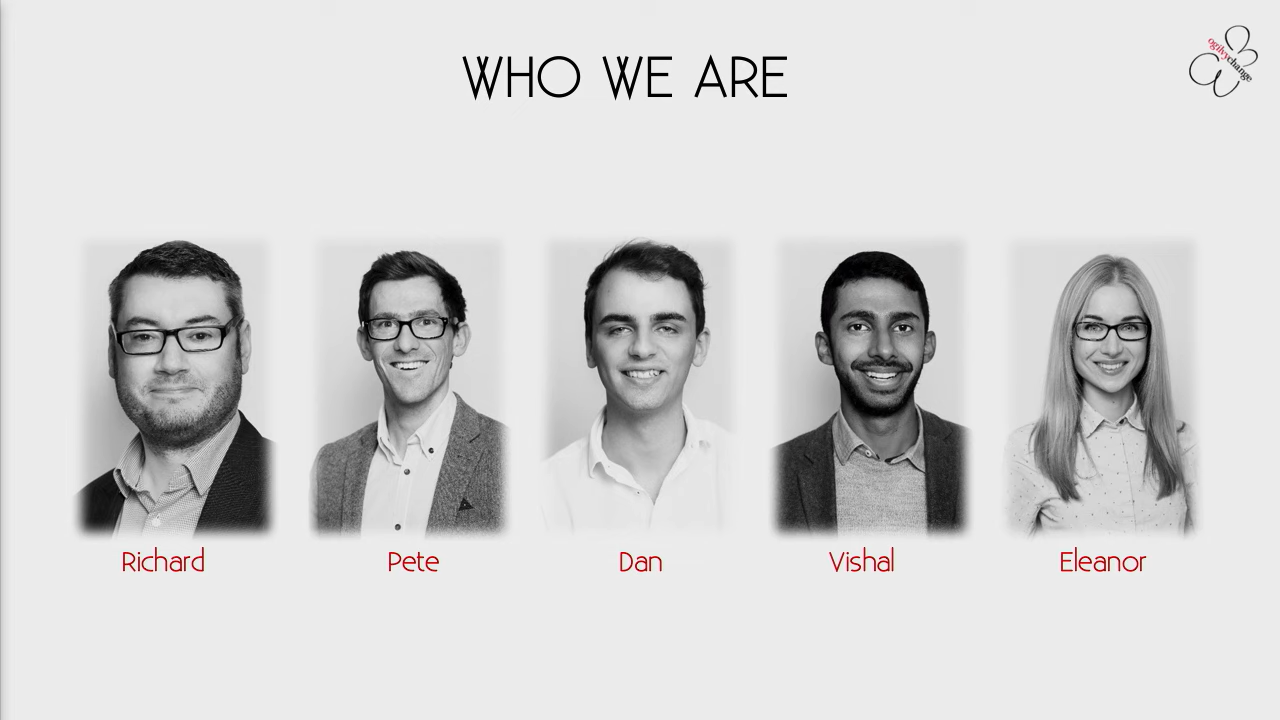 WHO WE ARE
ogilvychange
Richard
Pete
Dan
Vishal
Eleanor